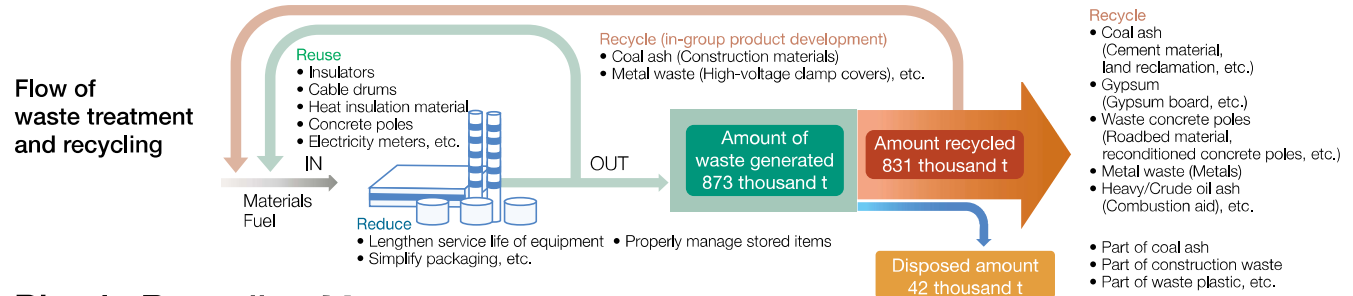 Flow of
waste treatment
and recycling
Reuse
• Insulators
• Cable drums
• Heat insulation material
• Concrete poles
• Electricity meters, etc.
IN
Materials
Fuel
OUT
Reduce
• Lengthen service life of equipment • Properly manage stored items
• Simplify packaging, etc.
Recycle (in-group product development)
• Coal ash (Construction materials)
• Metal waste (High-voltage clamp covers), etc.
Amount of
waste generated
873 thousand t
Amount recycled
831 thousand t
Disposed amount
42 thousand t
Recycle
• Coal ash
(Cement material,
land reclamation, etc.)
• Gypsum
(Gypsum board, etc.)
• Waste concrete poles
(Roadbed material,
reconditioned concrete poles, etc.)
• Metal waste (Metals)
• Heavy/Crude oil ash
(Combustion aid), etc.
• Part of coal ash
• Part of construction waste
• Part of waste plastic, etc.